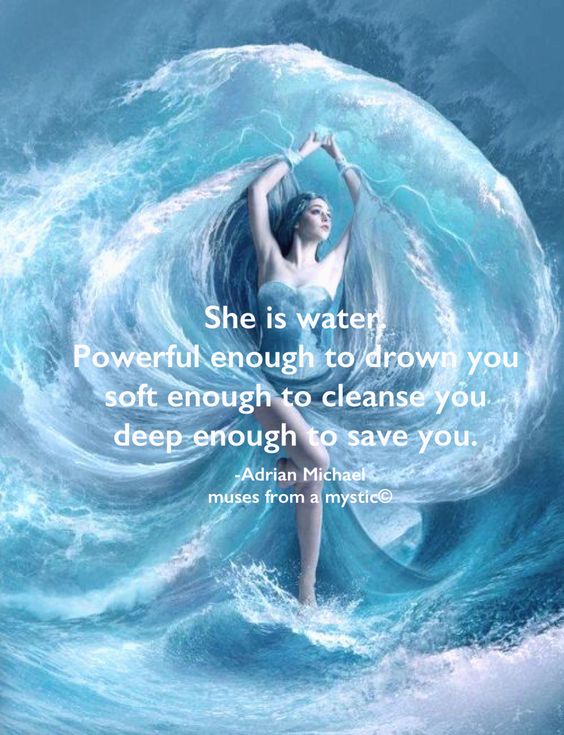 She is water.
Powerful enough to drown you
soft enough to cleanse you
deep enough to save you.
-Adrian Michael
muses from a mystic©